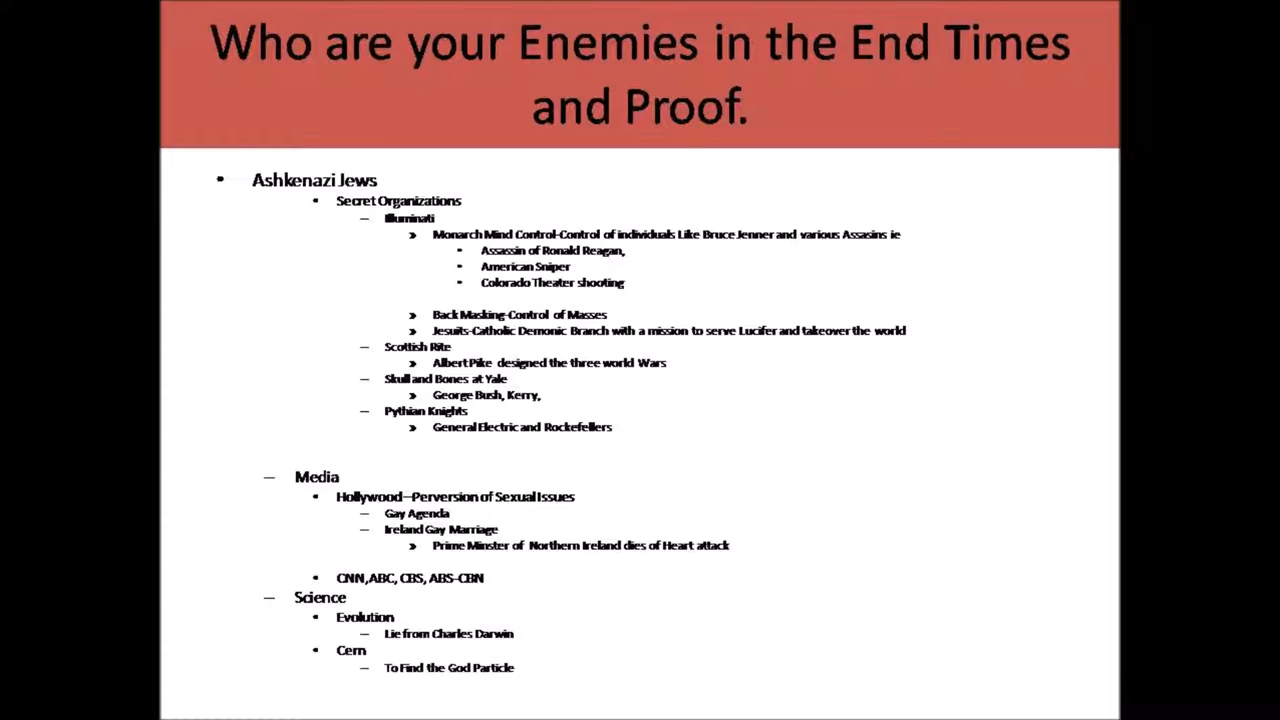 Who are your Enemies in the End Times
and Proof.
• Ashkenazi Jews
• Secret Organizations
– Illuminati
» Monarch Mind Control-Control of individuals Like Bruce Jenner and various Assasins ie
• Assassin of Ronald Reagan,
• American Sniper
• Colorado Theater shooting
» Back Masking-Control of Masses
» Jesuits-Catholic Demonic Branch with a mission to serve Lucifer and takeover the world
– Scottish Rite
» Albert Pike designed the three world Wars
– Skull and Bones at Yale
» George Bush, Kerry,
– Pythian Knights
» General Electric and Rockefellers
– Media
• Hollywood—Perversion of Sexual Issues
– Gay Agenda
– Ireland Gay Marriage
» Prime Minster of Northern Ireland dies of Heart attack
• CNN,ABC, CBS, ABS-CBN
– Science
• Evolution
– Lie from Charles Darwin
• Cern
– To Find the God Particle